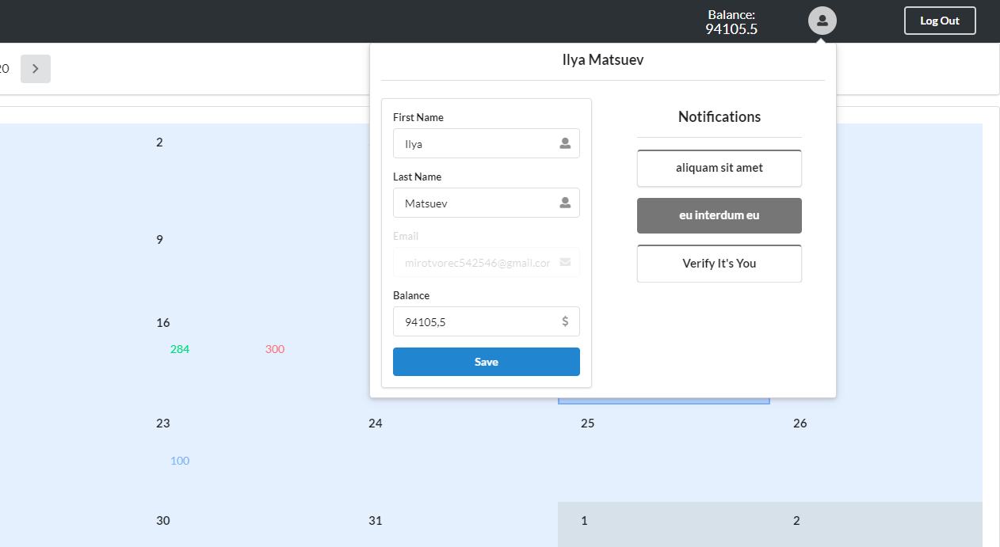 Balance:
94105.5
Log Out
20
Ilya Matsuev
First Name
Ilya
Last Name
Matsuev
Email
mirotvorec542546@gmail.cor
Balance
94105,5
$
Save
Notifications
aliquam sit amet
eu interdum eu
Verify It's You
2
9
16
284 300
23 24 25 26
100
30 31 1 2